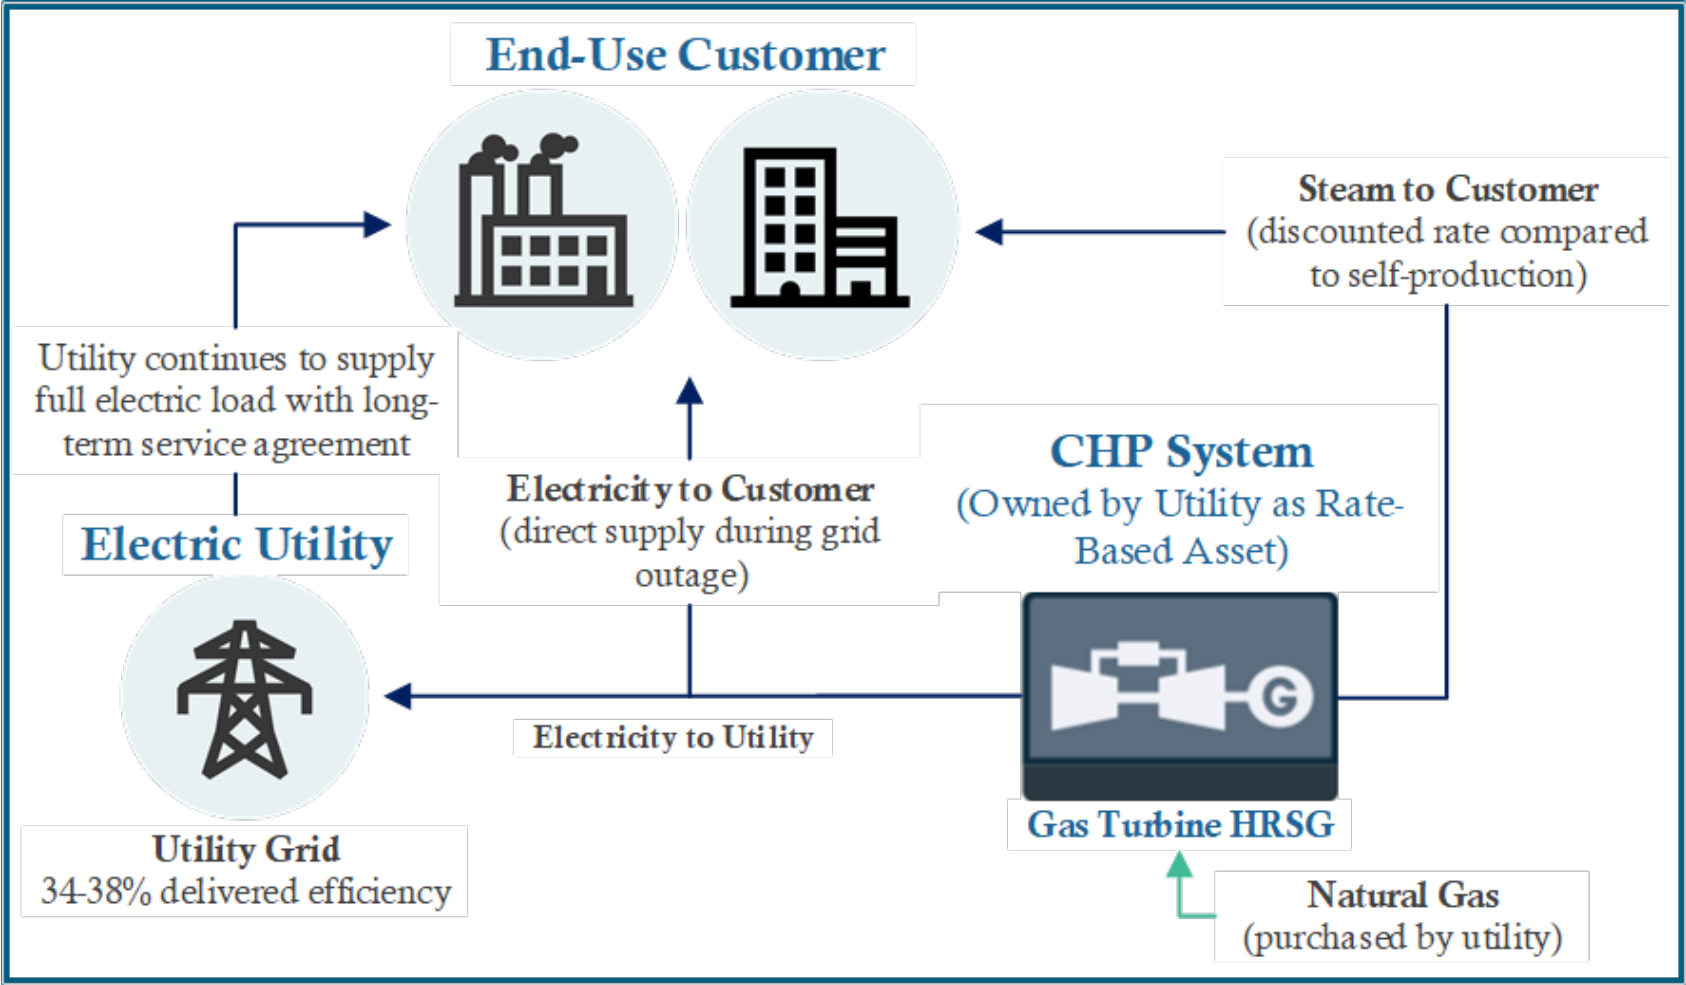 End-Use Customer
Steam to Customer
(discounted rate compared
to self-production)
Utility continues to supply
full electric load with long-
term service agreement
CHP System
(Owned by Utility as Rate-
Based Asset)
Electricity to Customer
(direct supply during grid
outage)
Electric Utility
G
Electricity to Utility
Gas Turbine HRSG
Utility Grid
34-38% delivered efficiency
Natural Gas
(purchased by utility)